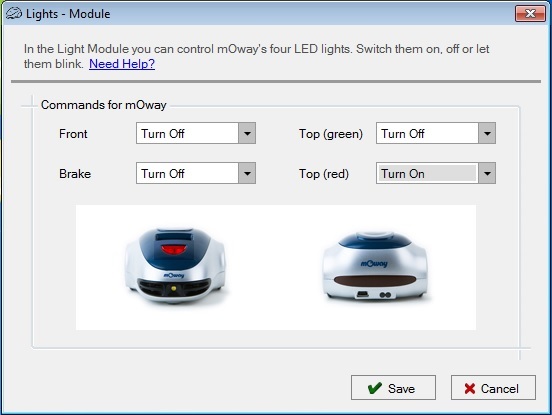 Lights - Module
In the Light Module you can control mOway's four LED lights. Switch them on, off or let
them blink. Need Help?
Commands for mOway
Front Turn Off Top (green) Turn Off
Brake Turn Off Top (red) Turn On
mOway mOway
Save Cancel